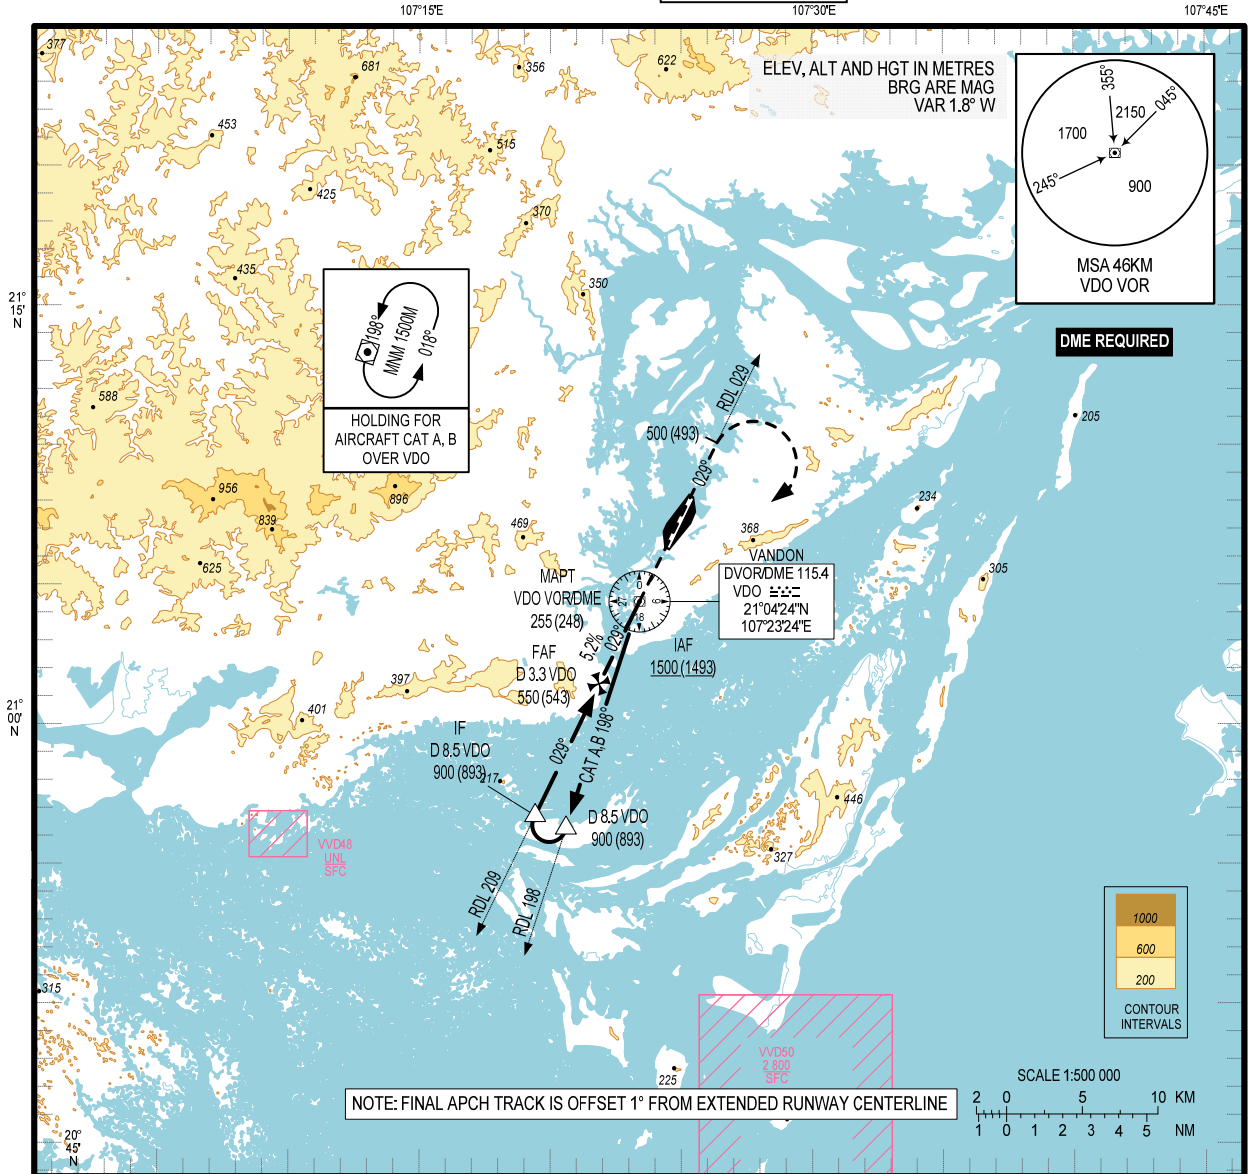 107°15'E
107°30'E
107°45'E
377
681
356
622
ELEV, ALT AND HGT IN METRES
BRG ARE MAG
VAR 1.8° W
355°
045°
2150
1700
245°
900
MSA 46KM
VDO VOR
453
515
425
370
435
350
21°
15'
N
198°
MNM 1500M
018°
HOLDING FOR
AIRCRAFT CAT A, B
OVER VDO
DME REQUIRED
588
205
RDL 029
500 (493)
029°
956
896
839
234
469
368
625
305
VANDON
DVOR/DME 115.4
VDO
21°04'24"N
107°23'24"E
MAPT
VDO VOR/DME
255 (248)
5.2%
029°
IAF
1500 (1493)
FAF
D 3.3 VDO
550 (543)
397
401
21°
00'
N
IF
D 8.5 VDO
900 (893)
217
029°
CAT A,B 198°
D 8.5 VDO
900 (893)
446
327
VVD48
UNL
SFC
RDL 209
RDL 198
315
1000
600
200
CONTOUR
INTERVALS
VVD50
2 800
SFC
225
NOTE: FINAL APCH TRACK IS OFFSET 1° FROM EXTENDED RUNWAY CENTERLINE
SCALE 1:500 000
2 0 5 10 KM
1 0 1 2 3 4 5 NM
20°
45'
N